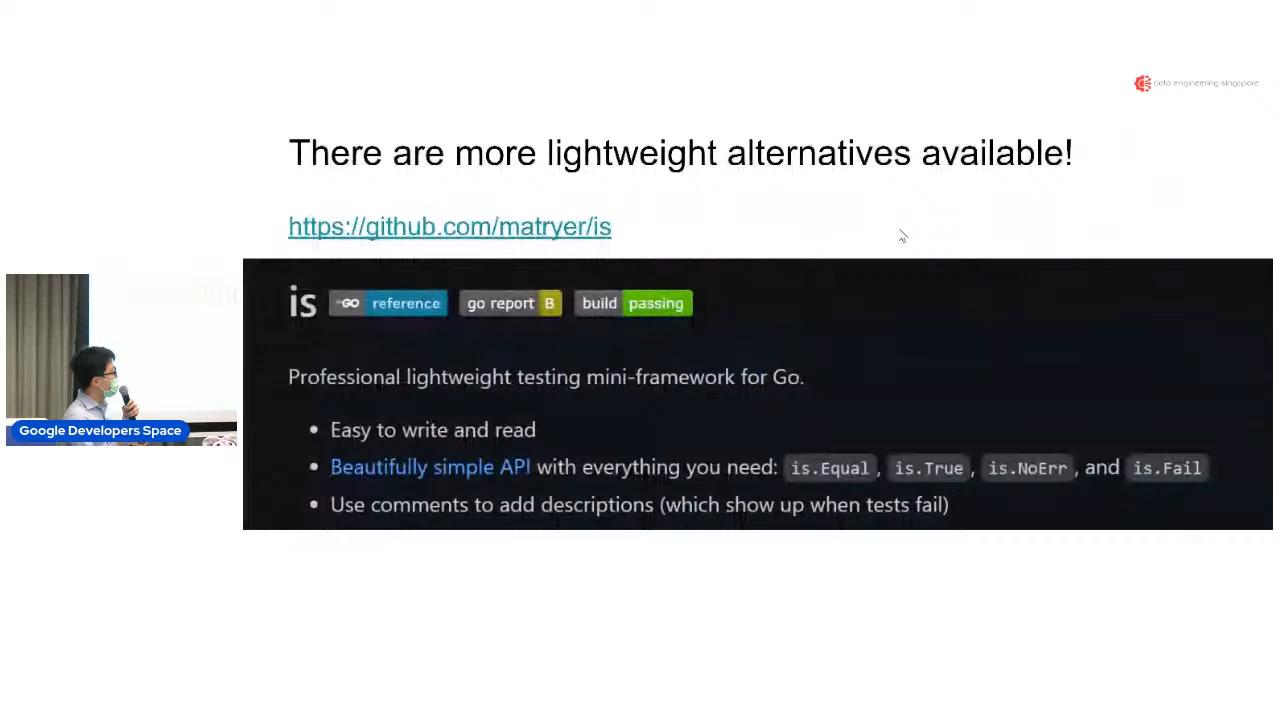 data engineering singapore
There are more lightweight alternatives available!
https://github.com/matryer/is
is GO reference go report B build passing
Professional lightweight testing mini-framework for Go.
• Easy to write and read
• Beautifully simple API with everything you need: is.Equal, is.True, is.NoErr, and is.Fail
• Use comments to add descriptions (which show up when tests fail)
Google Developers Space